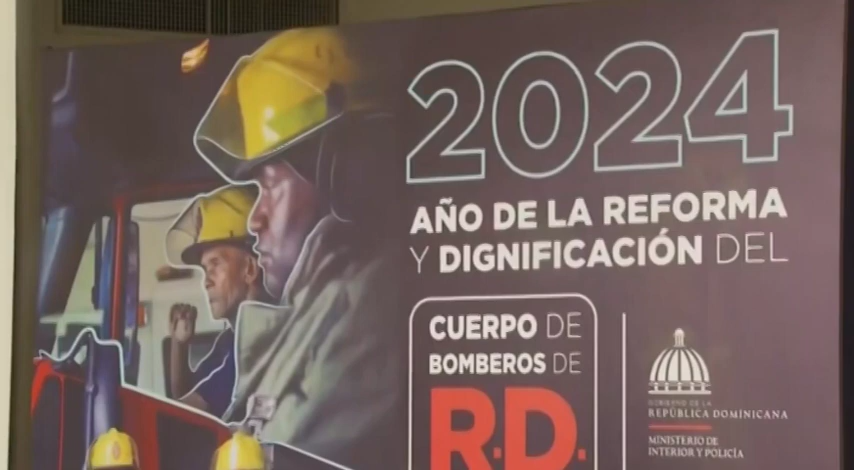 2024
AÑO DE LA REFORMA
Y DIGNIFICACIÓN DEL
CUERPO DE
BOMBEROS DE
R.D.
GOBIERNO DE LA
REPÚBLICA DOMINICANA
MINISTERIO DE
INTERIOR Y POLICÍA